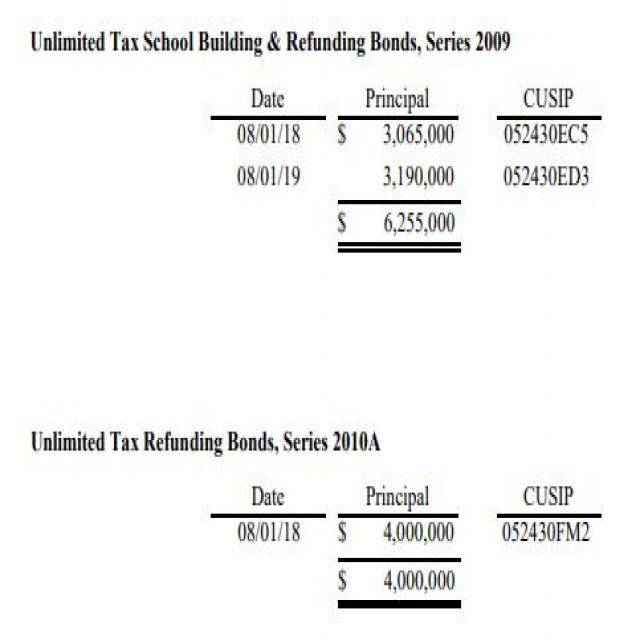 Unlimited Tax School Building & Refunding Bonds, Series 2009
Date Principal CUSIP
08/01/18 $ 3,065,000 052430EC5
08/01/19 3,190,000 052430ED3
$ 6,255,000
Unlimited Tax Refunding Bonds, Series 2010A
Date Principal CUSIP
08/01/18 $ 4,000,000 052430FM2
$ 4,000,000